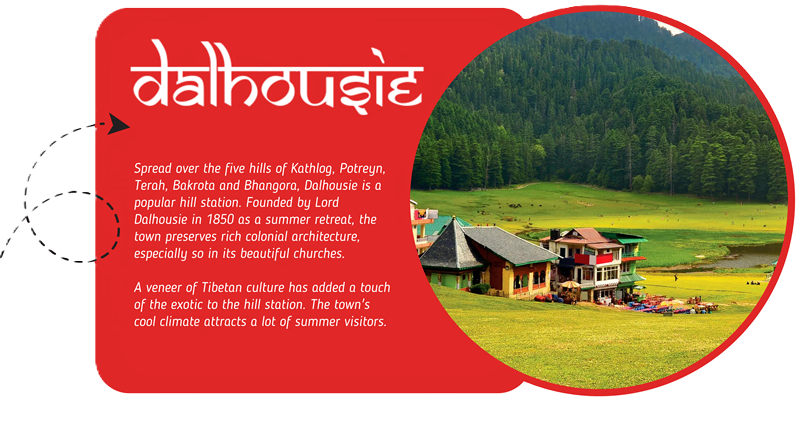 dalhousie
Spread over the five hills of Kathlog, Potreyn,
Terah, Bakrota and Bhangora, Dalhousie is a
popular hill station. Founded by Lord
Dalhousie in 1850 as a summer retreat, the
town preserves rich colonial architecture,
especially so in its beautiful churches.
A veneer of Tibetan culture has added a touch
of the exotic to the hill station. The town's
cool climate attracts a lot of summer visitors.